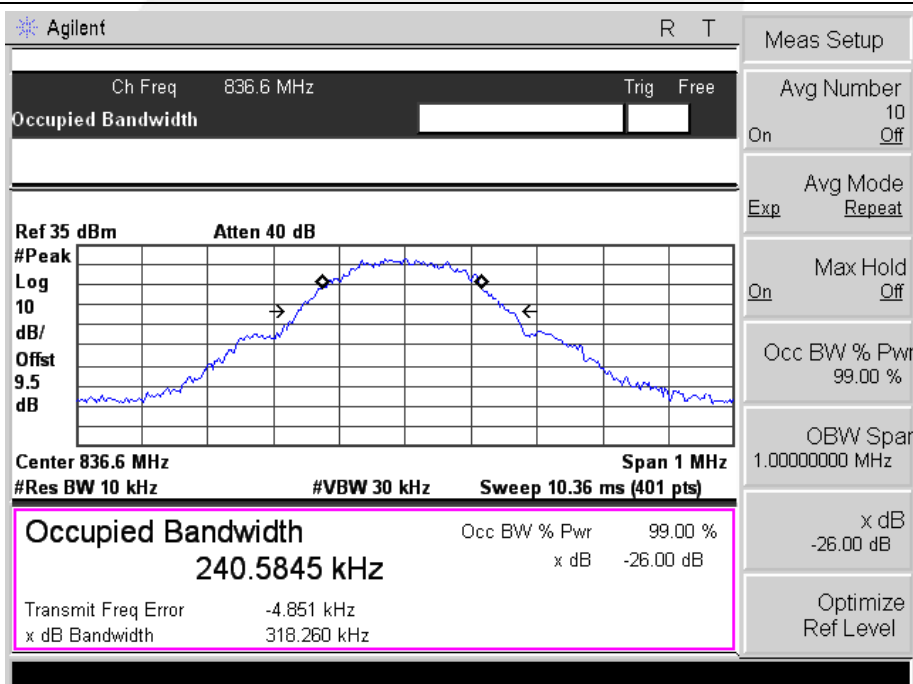 Agilent R T
Ch Freq 836.6 MHz Trig Free
Occupied Bandwidth
Ref 35 dBm Atten 40 dB
#Peak
Log
10
dB/
Offst
9.5
dB
Center 836.6 MHz Span 1 MHz
#Res BW 10 kHz #VBW 30 kHz Sweep 10.36 ms (401 pts)
Occupied Bandwidth Occ BW % Pwr 99.00 %
240.5845 kHz x dB -26.00 dB
Transmit Freq Error -4.851 kHz
x dB Bandwidth 318.260 kHz
Meas Setup
Avg Number
10
On Off
Avg Mode
Exp Repeat
Max Hold
On Off
Occ BW % Pwr
99.00 %
OBW Span
1.00000000 MHz
x dB
-26.00 dB
Optimize
Ref Level